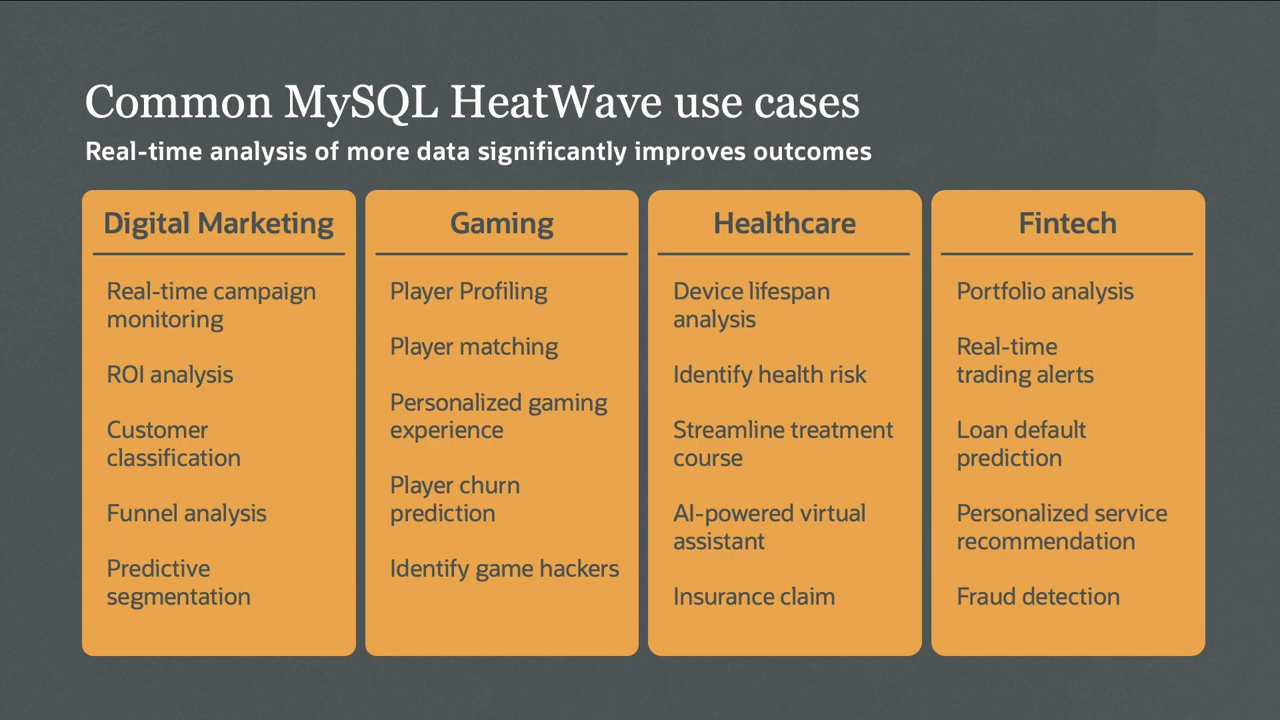 Common MySQL HeatWave use cases
Real-time analysis of more data significantly improves outcomes
Digital Marketing
Real-time campaign
monitoring
ROI analysis
Customer
classification
Funnel analysis
Predictive
segmentation
Gaming
Player Profiling
Player matching
Personalized gaming
experience
Player churn
prediction
Identify game hackers
Healthcare
Device lifespan
analysis
Identify health risk
Streamline treatment
course
AI-powered virtual
assistant
Insurance claim
Fintech
Portfolio analysis
Real-time
trading alerts
Loan default
prediction
Personalized service
recommendation
Fraud detection